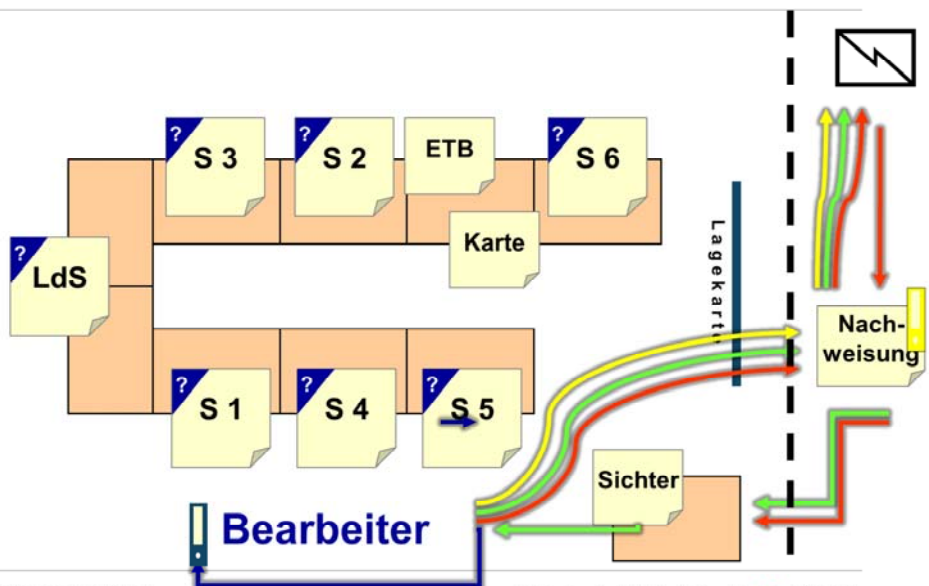 ?
S 3
?
S 2
ETB
?
S 6
Karte
?
LdS
Lagekarte
Nach-
weisung
?
S 1
?
S 4
?
S 5
Sichter
Bearbeiter